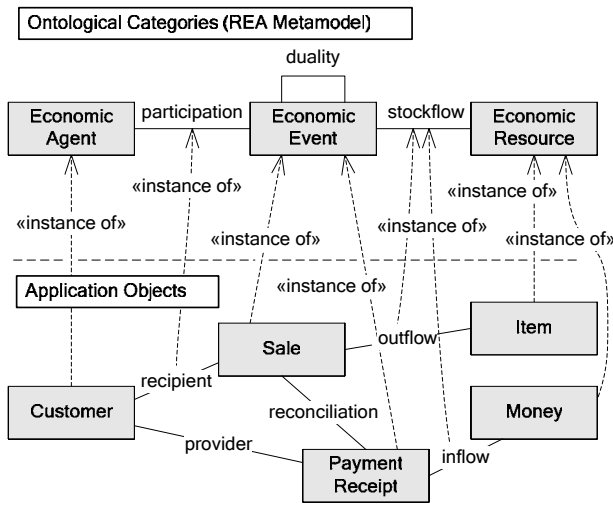 Ontological Categories (REA Metamodel)
duality
Economic
Agent
participation
Economic
Event
stockflow
Economic
Resource
«instance of»
«instance of»
«instance of»
«instance of»
«instance of»
«instance of»
«instance of»
Application Objects
Sale
outflow
Item
recipient
Customer
reconciliation
Money
provider
Payment
Receipt
inflow